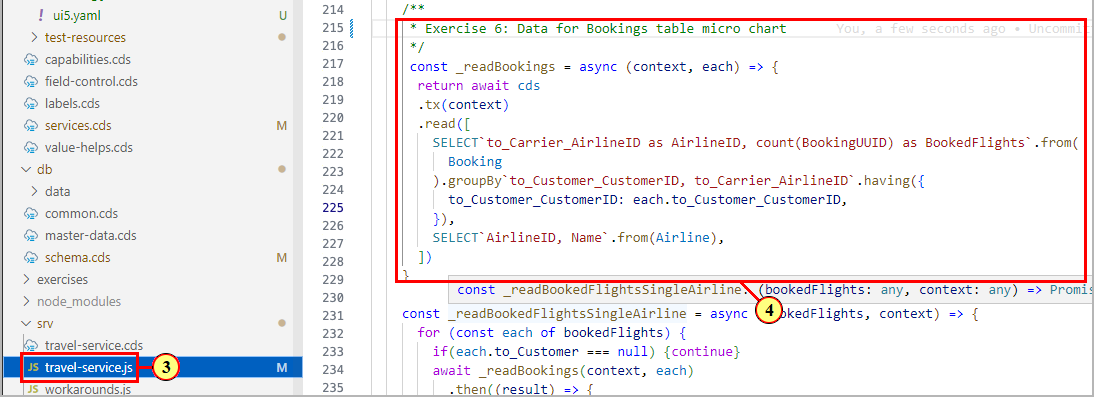 ! ui5.yaml U
> test-resources
capabilities.cds
field-control.cds
labels.cds
services.cds M
value-helps.cds
db
> data
common.cds
master-data.cds
schema.cds M
> exercises
> node_modules
srv
travel-service.cds
JS travel-service.js M
3
JS workarounds.js
214 /**
215 * Exercise 6: Data for Bookings table micro chart You, a few seconds ago • Uncommit
216 */
217 const _readBookings = async (context, each) => {
218 return await cds
219 .tx(context)
220 .read([
221 SELECT`to_Carrier_AirlineID as AirlineID, count(BookingUUID) as BookedFlights`.from(
222 Booking
223 ).groupBy`to_Customer_CustomerID, to_Carrier_AirlineID`.having({
224 to_Customer_CustomerID: each.to_Customer_CustomerID,
225 }),
226 SELECT`AirlineID, Name`.from(Airline),
227
228 ])
229 }
const _readBookedFlightsSingleAirline: (bookedFlights: any, context: any) => Promis
230
4
231 const _readBookedFlightsSingleAirline = async okedFlights, context) => {
232 for (const each of bookedFlights) {
233 if(each.to_Customer === null) {continue}
234 await _readBookings(context, each)
235 .then((result) => {